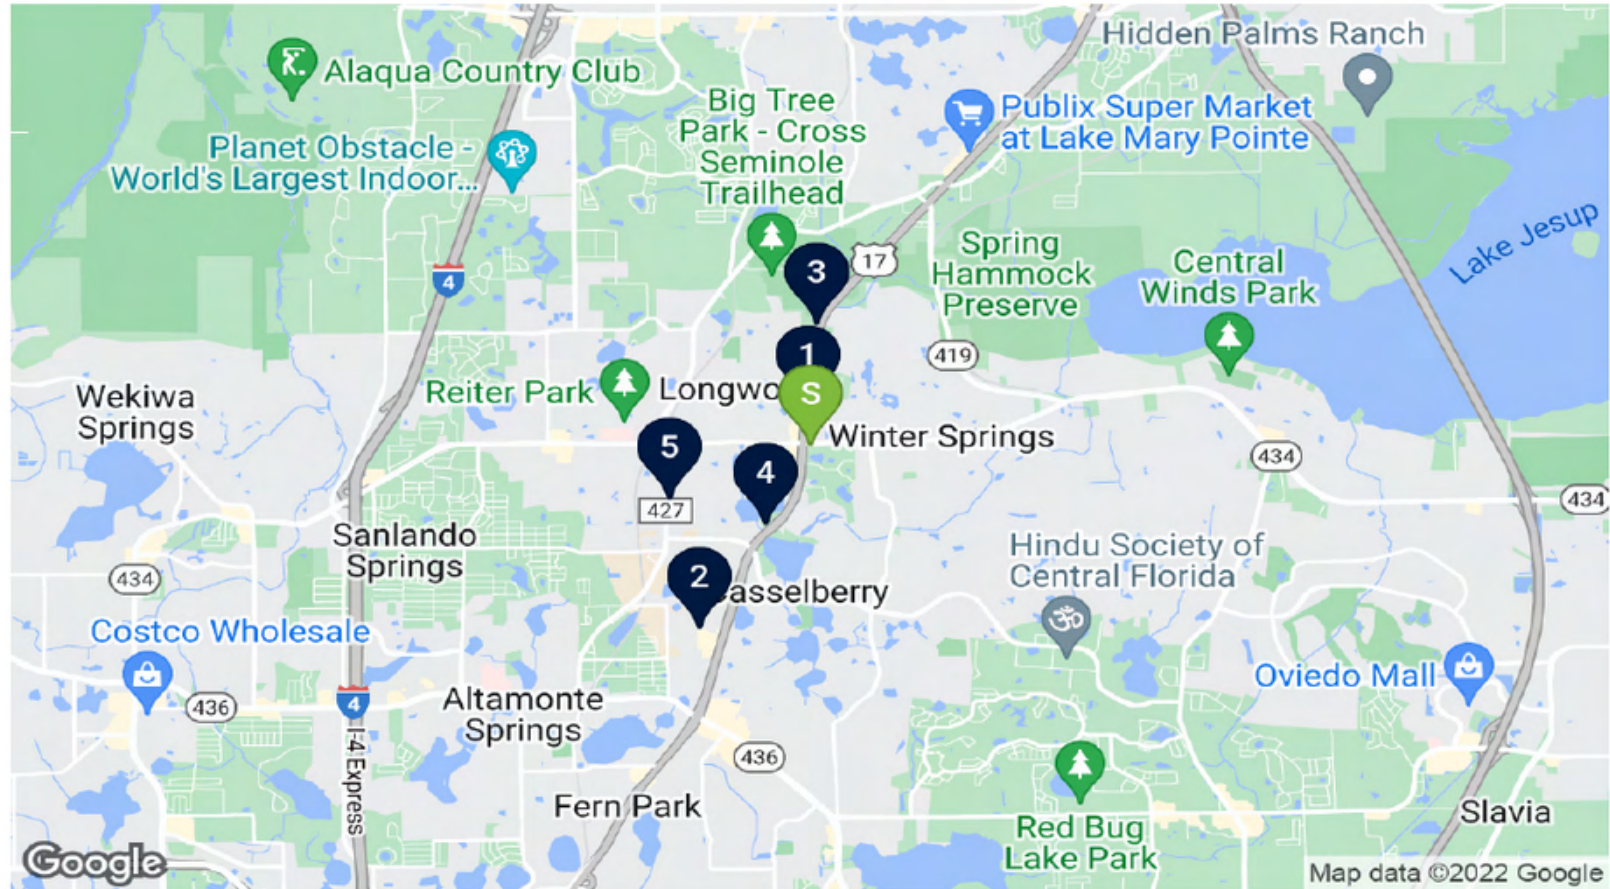 Hidden Palms Ranch
Alaqua Country Club
Big Tree
Park - Cross
Seminole
Trailhead
Publix Super Market
at Lake Mary Pointe
Planet Obstacle -
World's Largest Indoor...
Lake Jesup
3
17
Spring
Hammock
Preserve
Central
Winds Park
4
1
419
Wekiwa
Springs
Reiter Park
Longwo
S
Winter Springs
5
4
434
434
427
Sanlando
Springs
Hindu Society of
Central Florida
434
2
asselberry
Costco Wholesale
Oviedo Mall
436
4
Altamonte
Springs
I-4 Express
436
Fern Park
Red Bug
Lake Park
Slavia
Google
Map data ©2022 Google